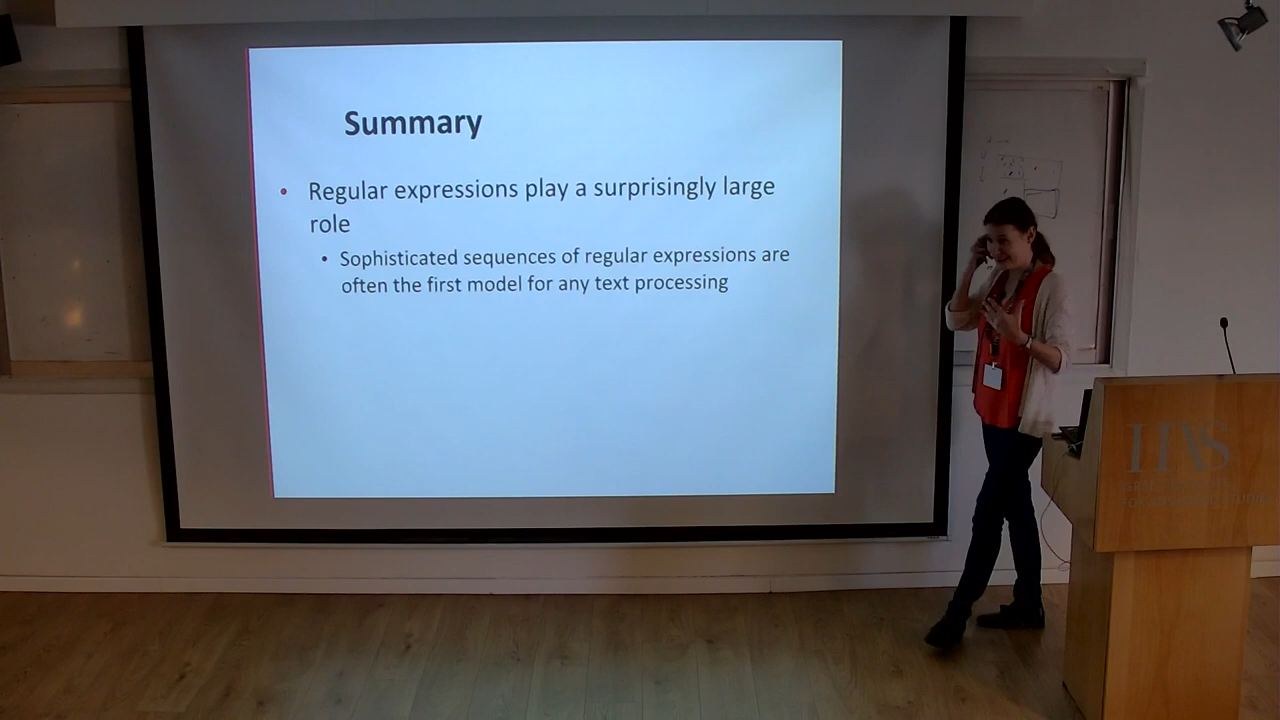 Summary
• Regular expressions play a surprisingly large
role
• Sophisticated sequences of regular expressions are
often the first model for any text processing
IIAS